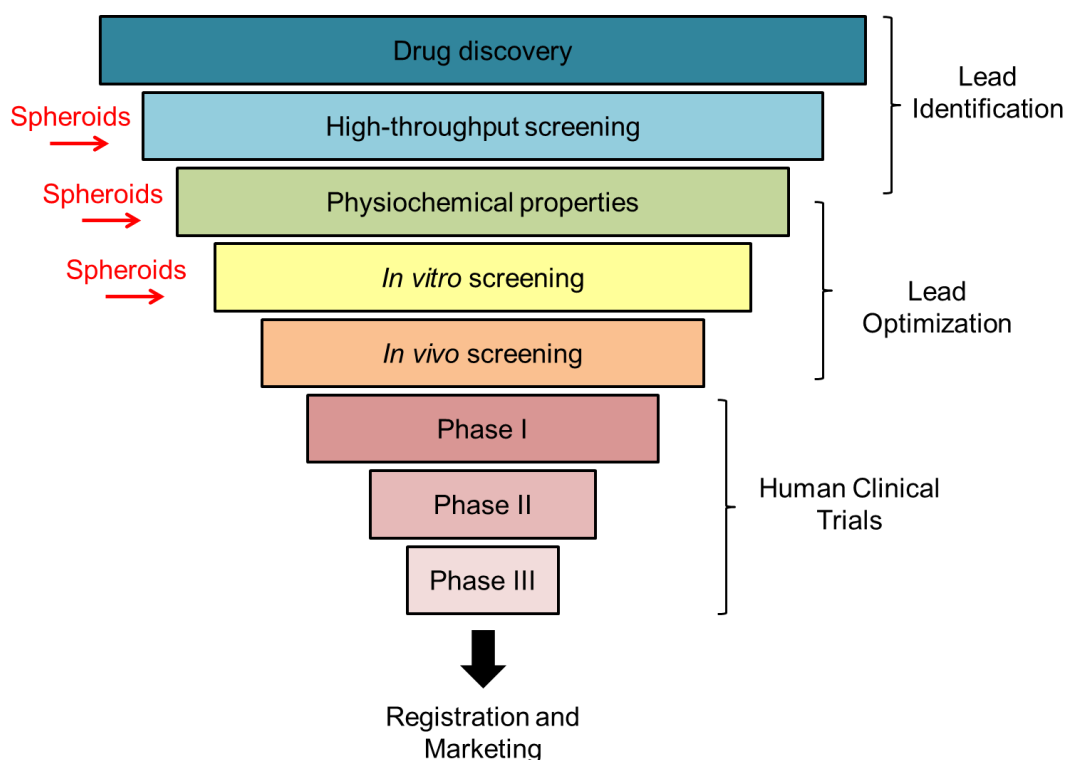 Drug discovery
Lead
Identification
Spheroids
High-throughput screening
Spheroids
Physiochemical properties
Spheroids
In vitro screening
Lead
Optimization
In vivo screening
Phase I
Phase II
Human Clinical
Trials
Phase III
Registration and
Marketing